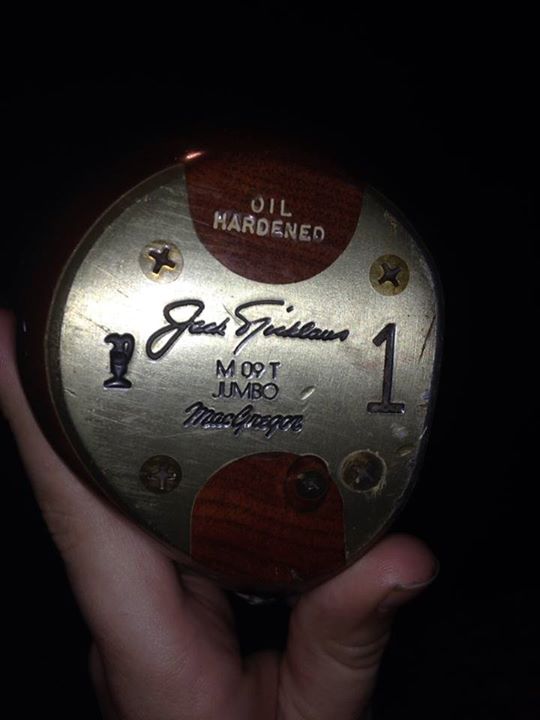 OIL
HARDENED
Jack Nicklaus
1
M 09 T
JUMBO
MacGregor